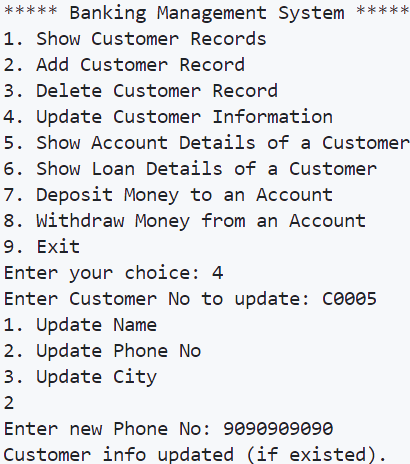 ***** Banking Management System *****
1. Show Customer Records
2. Add Customer Record
3. Delete Customer Record
4. Update Customer Information
5. Show Account Details of a Customer
6. Show Loan Details of a Customer
7. Deposit Money to an Account
8. Withdraw Money from an Account
9. Exit
Enter your choice: 4
Enter Customer No to update: C0005
1. Update Name
2. Update Phone No
3. Update City
2
Enter new Phone No: 9090909090
Customer info updated (if existed).